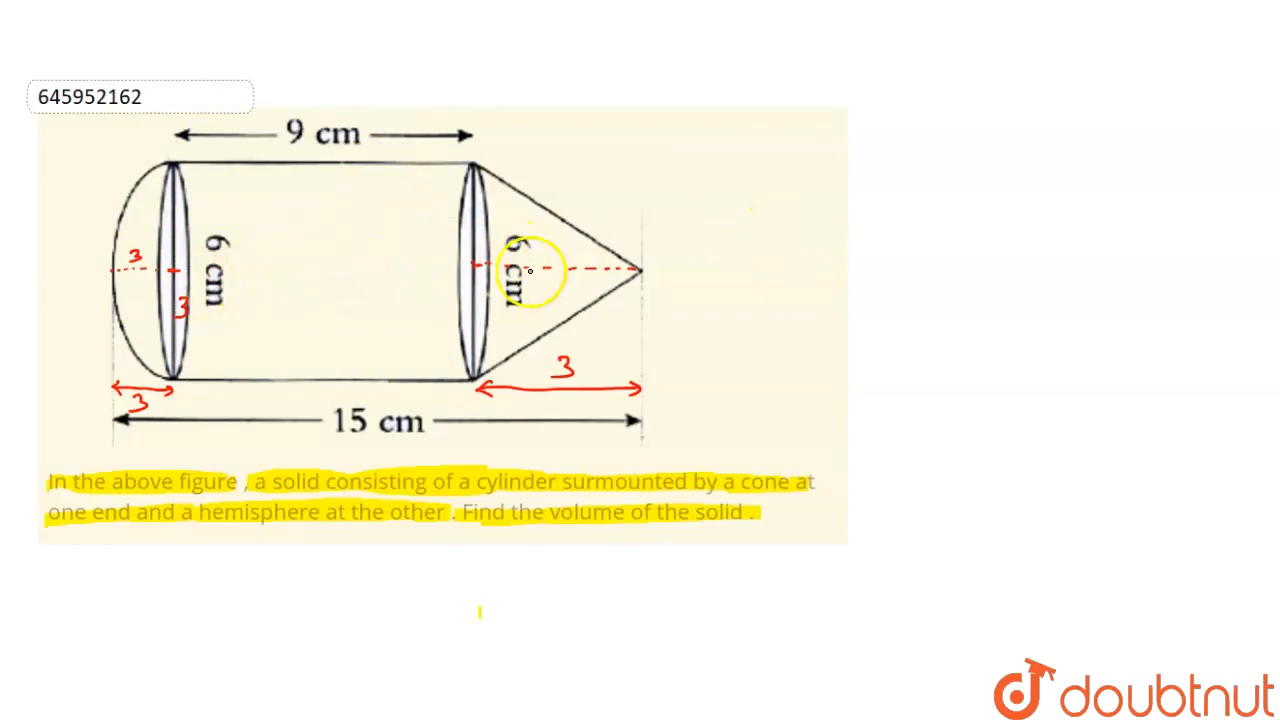 645952162
9 cm
3
6 cm
6 cm
3
3
3
15 cm
In the above figure , a solid consisting of a cylinder surmounted by a cone at
one end and a hemisphere at the other . Find the volume of the solid .
doubtnut